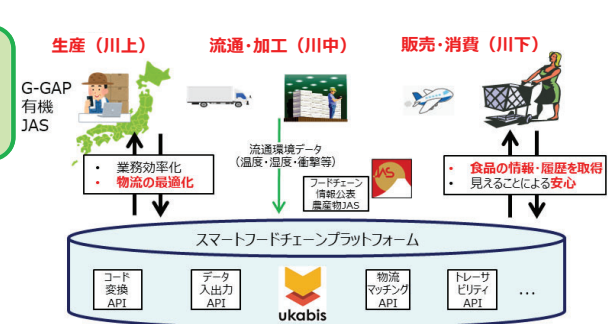 生産（川上）
流通・加工（川中）
販売・消費（川下）
G-GAP
有機
JAS
流通環境データ
（温度・湿度・衝撃等）
• 業務効率化
• 物流の最適化
フードチェーン
情報公表
農産物JAS
JAS
• 食品の情報・履歴を取得
• 見えることによる安心
スマートフードチェーンプラットフォーム
コード
変換
API
データ
入出力
API
ukabis
物流
マッチング
API
トレーサ
ビリティ
API
…